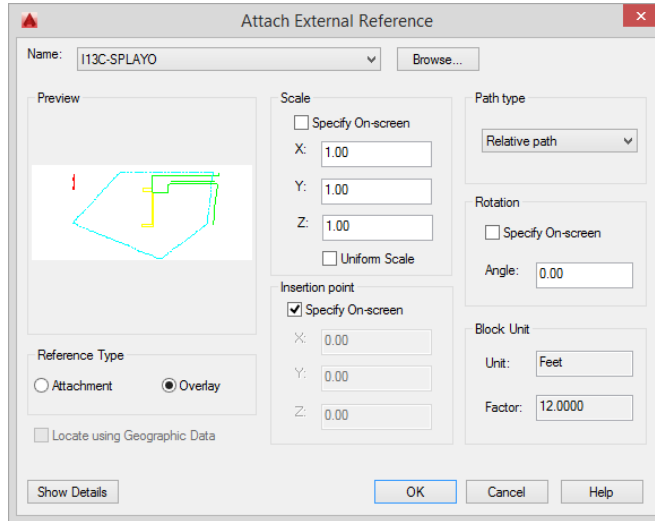 Attach External Reference
Name: I13C-SPLAYO Browse...
Preview
Reference Type
Attachment Overlay
Locate using Geographic Data
Scale
Specify On-screen
X: 1.00
Y: 1.00
Z: 1.00
Uniform Scale
Insertion point
Specify On-screen
X: 0.00
Y: 0.00
Z: 0.00
Path type
Relative path
Rotation
Specify On-screen
Angle: 0.00
Block Unit
Unit: Feet
Factor: 12.0000
Show Details OK Cancel Help